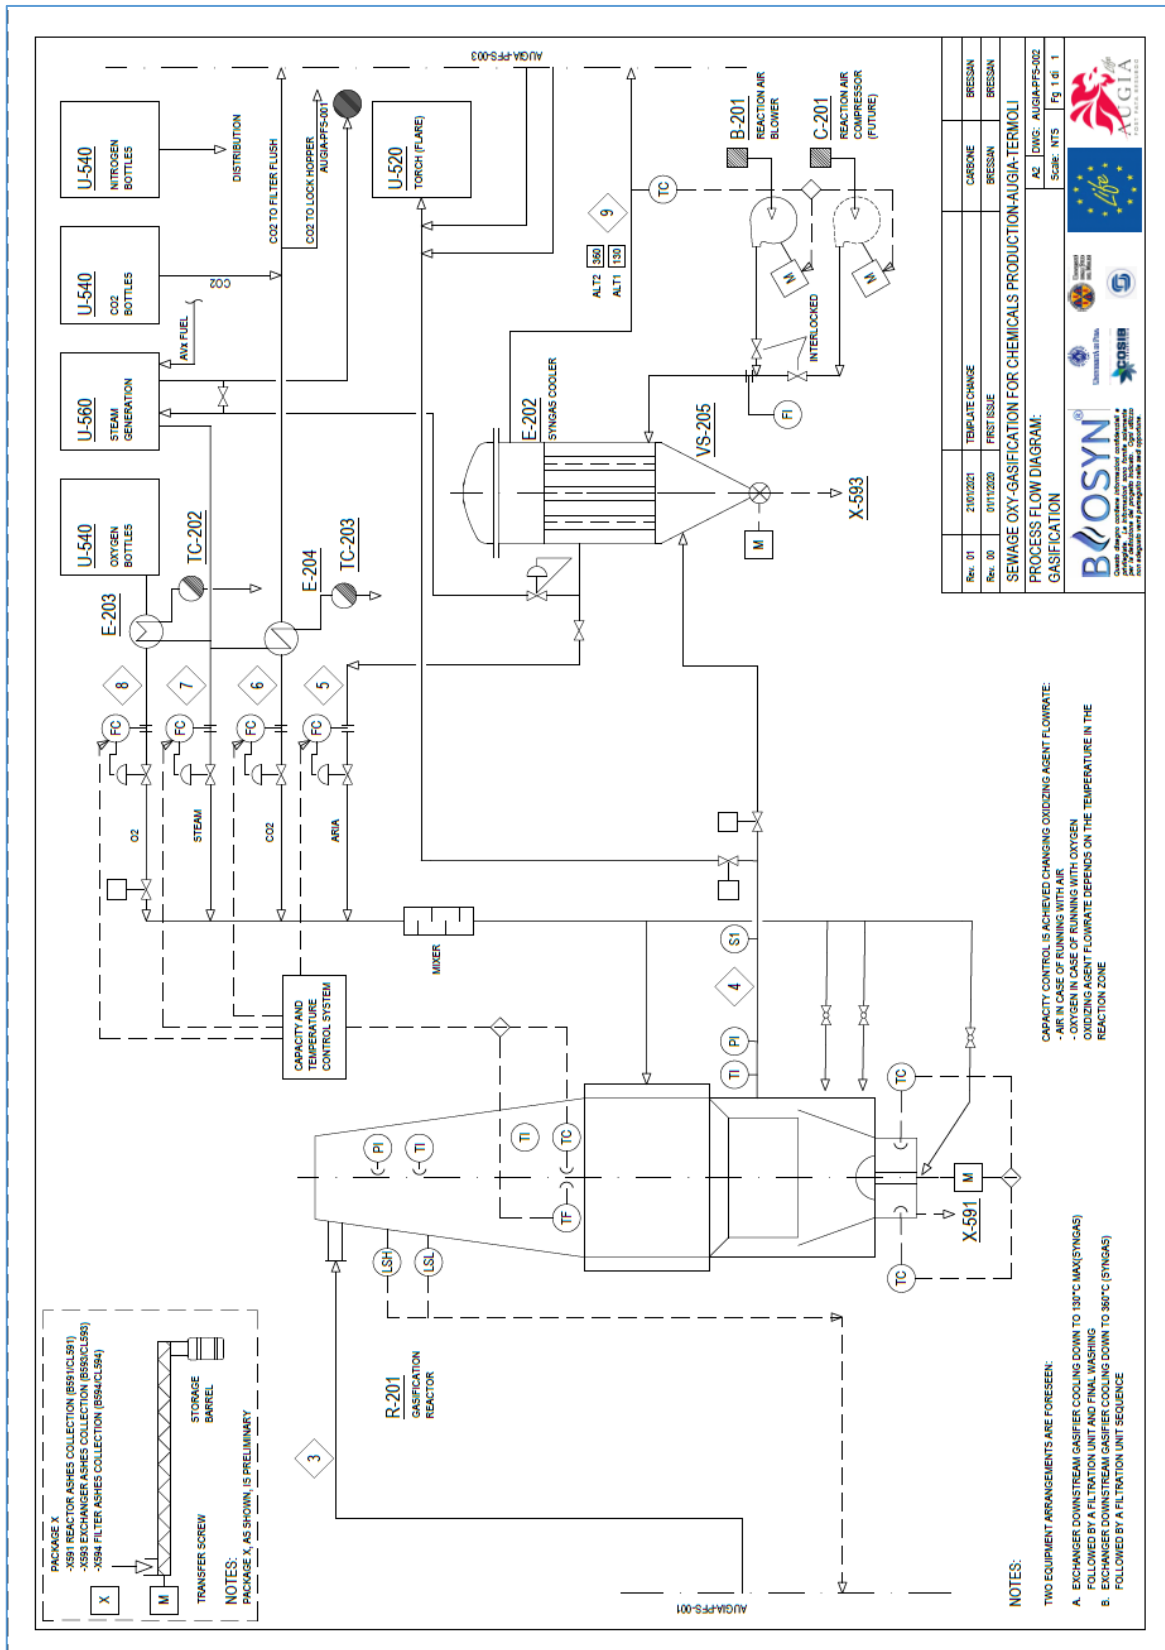 PACKAGE X
-X591 REACTOR ASHES COLLECTION (B591/CL591)
-X593 EXCHANGER ASHES COLLECTION (B593/CL593)
-X594 FILTER ASHES COLLECTION (B594/CL594)
X
M
TRANSFER SCREW
STORAGE
BARREL
NOTES:
PACKAGE X, AS SHOWN, IS PRELIMINARY
U-540
OXYGEN
BOTTLES
U-560
STEAM
GENERATION
U-540
CO2
BOTTLES
U-540
NITROGEN
BOTTLES
AVx FUEL
CO2
DISTRIBUTION
CO2 TO FILTER FLUSH
CO2 TO LOCK HOPPER
AUGIA-PFS-001
AUGIA-PFS-003
U-520
TORCH (FLARE)
E-203
TC-202
E-204
TC-203
8
7
6
5
FC
FC
FC
FC
O2
STEAM
CO2
ARIA
CAPACITY AND
TEMPERATURE
CONTROL SYSTEM
MIXER
3
R-201
GASIFICATION
REACTOR
LSH
LSL
PI
TI
TI
TF
TC
TI
PI
4
S1
TC
TC
M
X-591
E-202
SYNGAS COOLER
VS-205
M
X-593
FI
INTERLOCKED
ALT2 360
ALT1 130
9
TC
B-201
REACTION AIR
BLOWER
C-201
REACTION AIR
COMPRESSOR
(FUTURE)
M
M
AUGIA-PFS-001
NOTES:
TWO EQUIPMENT ARRANGEMENTS ARE FORESEEN:
A. EXCHANGER DOWNSTREAM GASIFIER COOLING DOWN TO 130°C MAX(SYNGAS)
FOLLOWED BY A FILTRATION UNIT AND FINAL WASHING
B. EXCHANGER DOWNSTREAM GASIFIER COOLING DOWN TO 360°C (SYNGAS)
FOLLOWED BY A FILTRATION UNIT SEQUENCE
CAPACITY CONTROL IS ACHIEVED CHANGING OXIDIZING AGENT FLOWRATE:
- AIR IN CASE OF RUNNING WITH AIR
- OXYGEN IN CASE OF RUNNING WITH OXYGEN
OXIDIZING AGENT FLOWRATE DEPENDS ON THE TEMPERATURE IN THE
REACTION ZONE
Rev. 01 21/01/2021 TEMPLATE CHANGE CARBONE BRESSAN
Rev. 00 01/11/2020 FIRST ISSUE BRESSAN BRESSAN
SEWAGE OXY-GASIFICATION FOR CHEMICALS PRODUCTION-AUGIA-TERMOLI
PROCESS FLOW DIAGRAM:
GASIFICATION
A2 DWG: AUGIA-PFS-002
Scale: NTS Fg 1 di 1
BIOSYN®
COSIB
Life
AUGIA